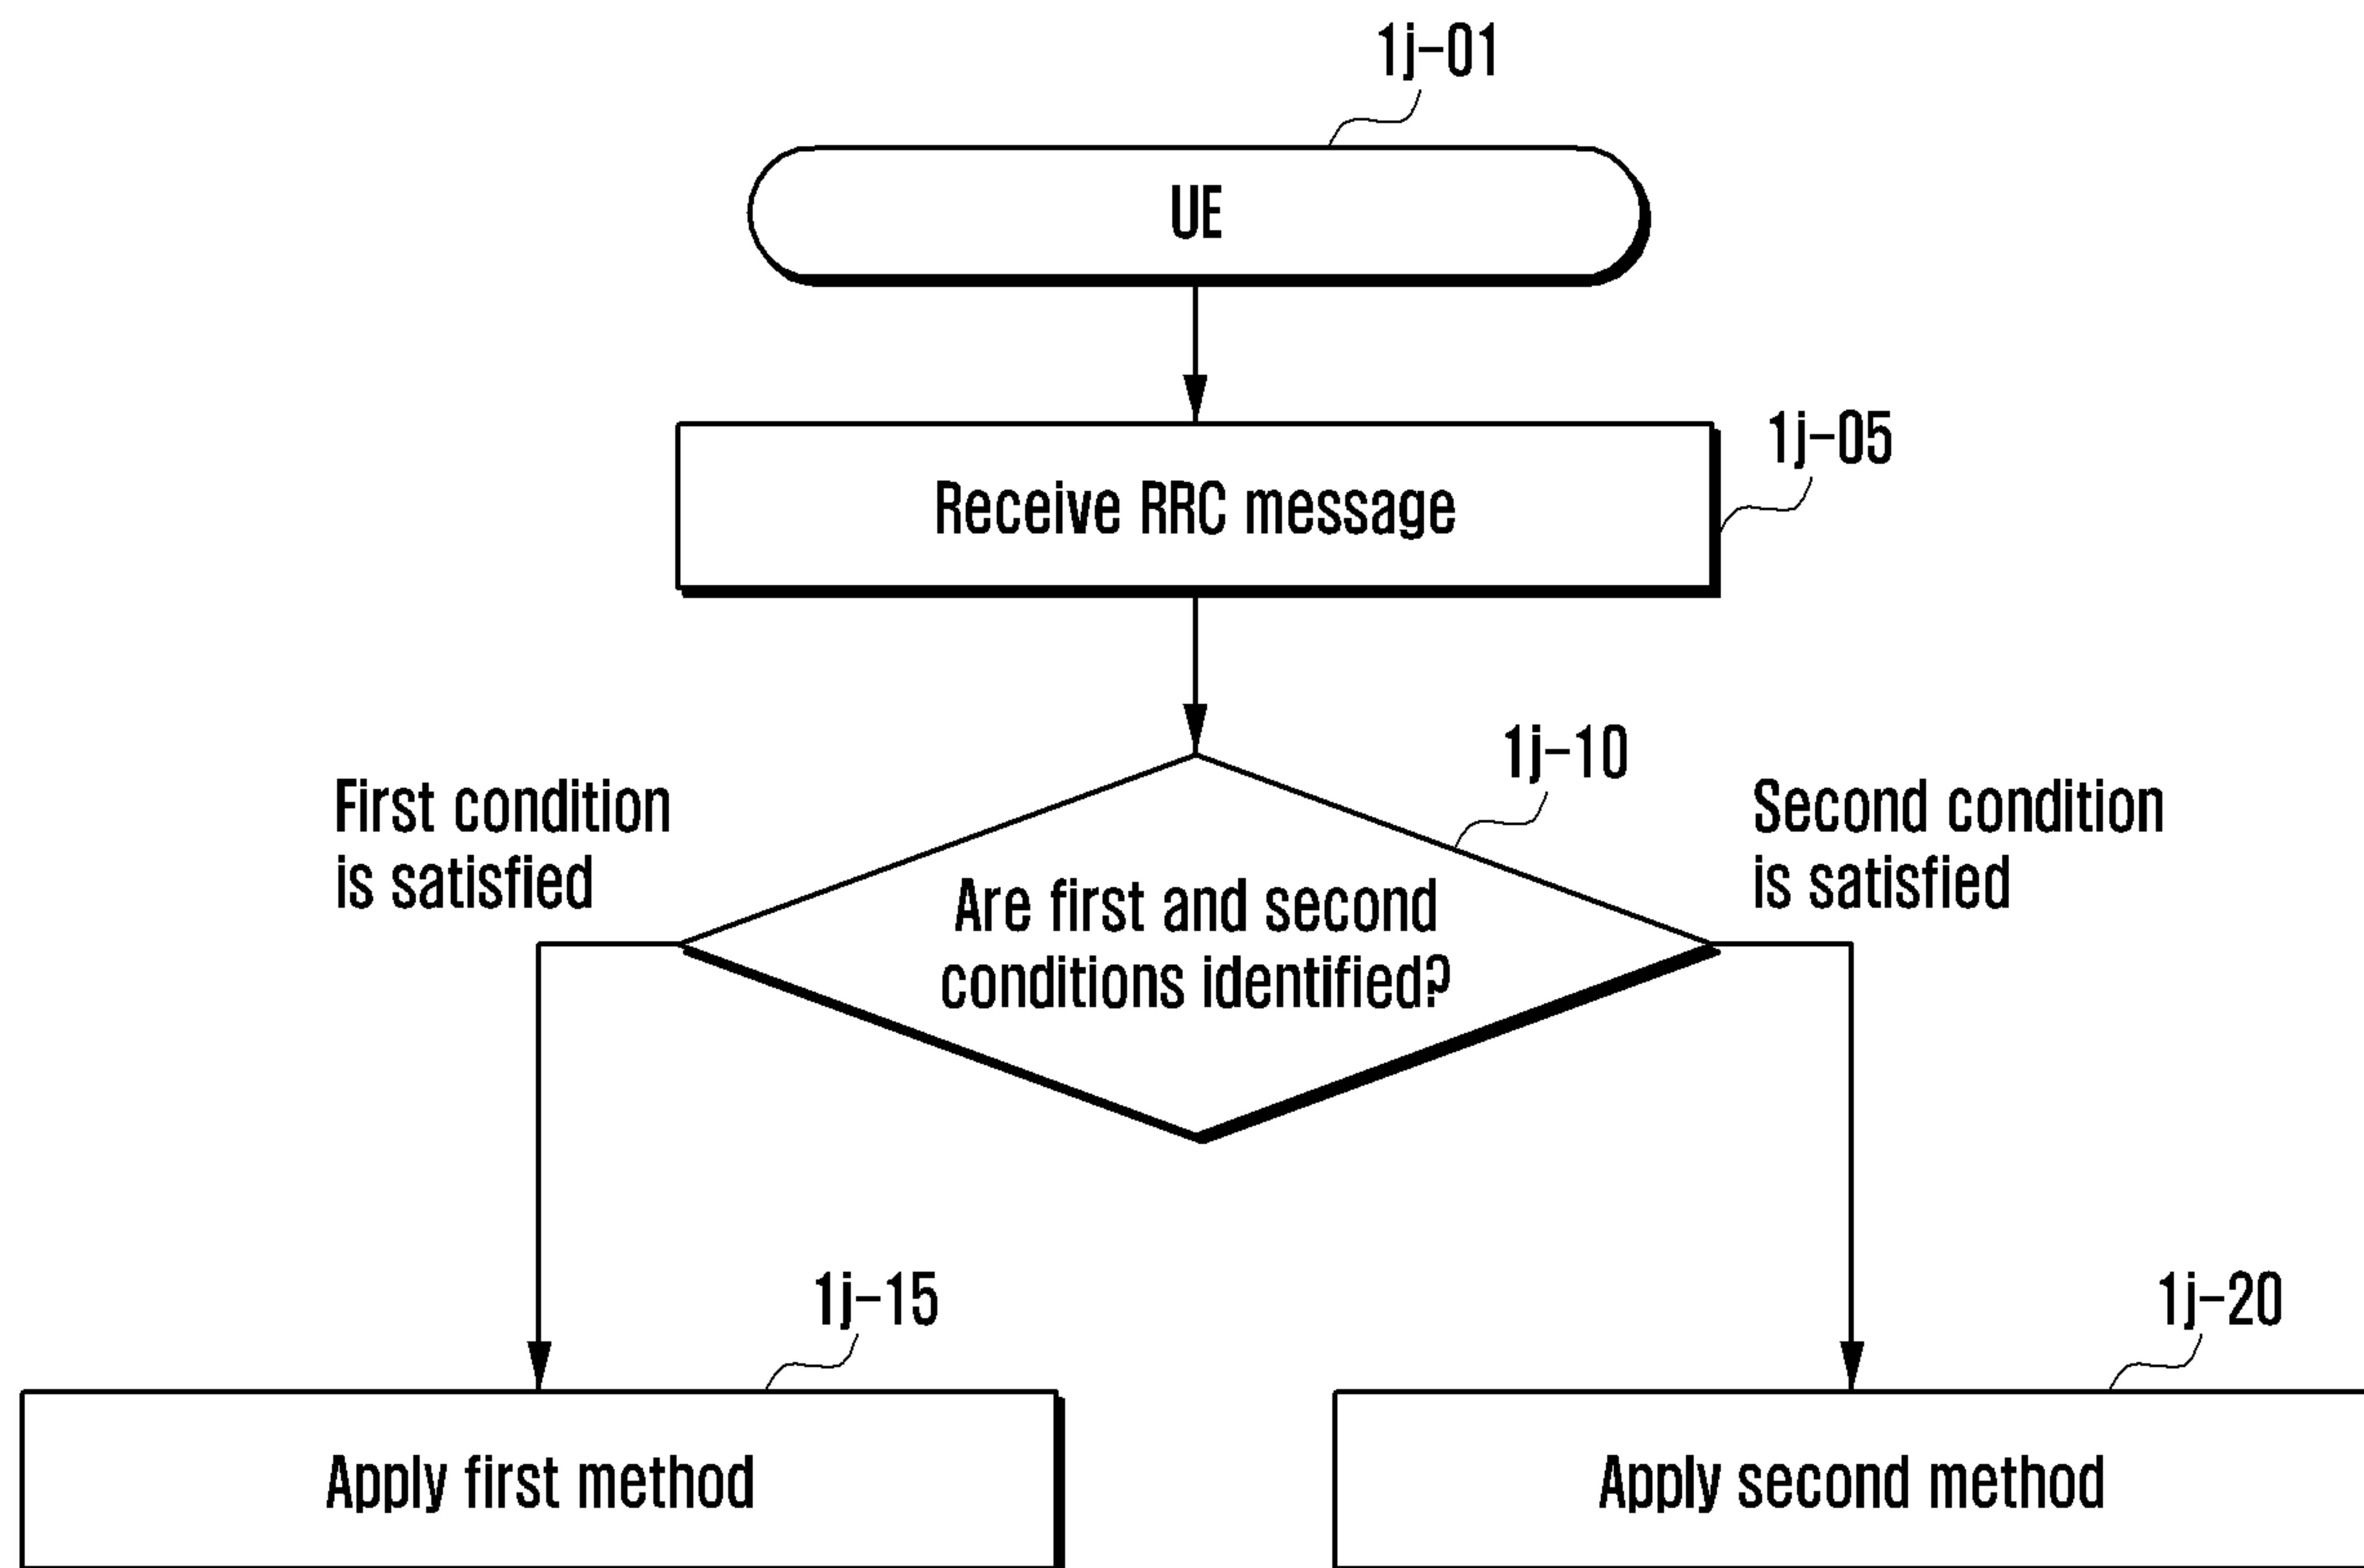 1j-01
UE
1j-05
Receive RRC message
1j-10
First condition
is satisfied
Second condition
is satisfied
Are first and second
conditions identified?
1j-15
1j-20
Apply first method
Apply second method